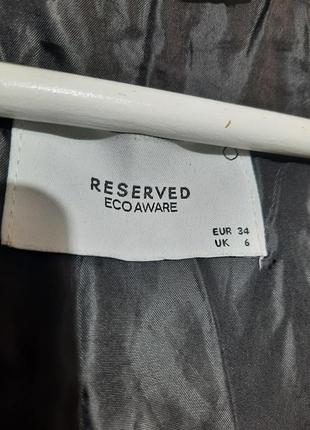 RESERVED
ECO AWARE
EUR 34
UK 6